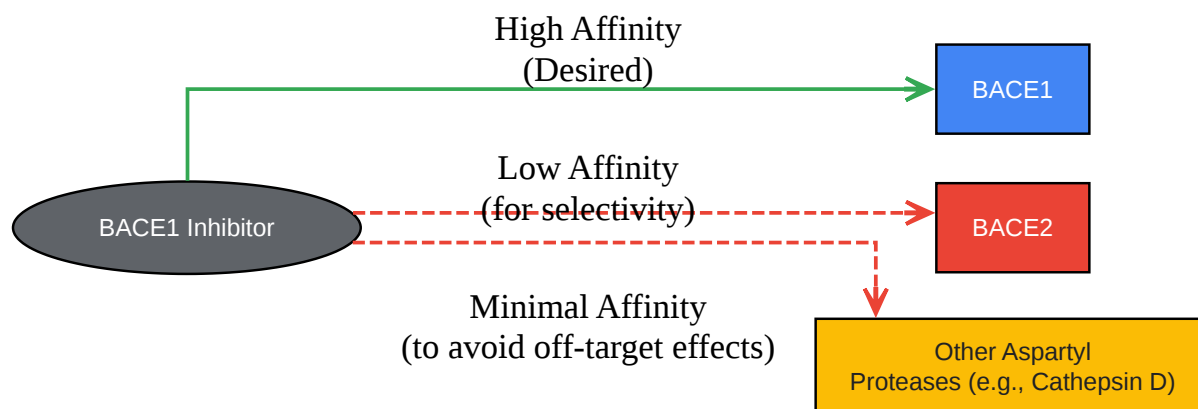 High Affinity
(Desired)
BACE1
Low Affinity
(for selectivity)
BACE1 Inhibitor
BACE2
Minimal Affinity
(to avoid off-target effects)
Other Aspartyl
Proteases (e.g., Cathepsin D)